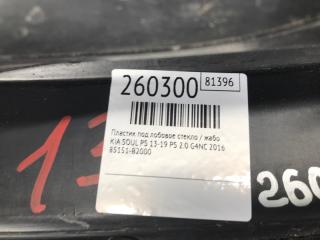 260300 81396
Пластик под лобовое стекло / жабо
KIA SOUL PS 13-19 PS 2.0 G4NC 2016
85151-B2000
13
260